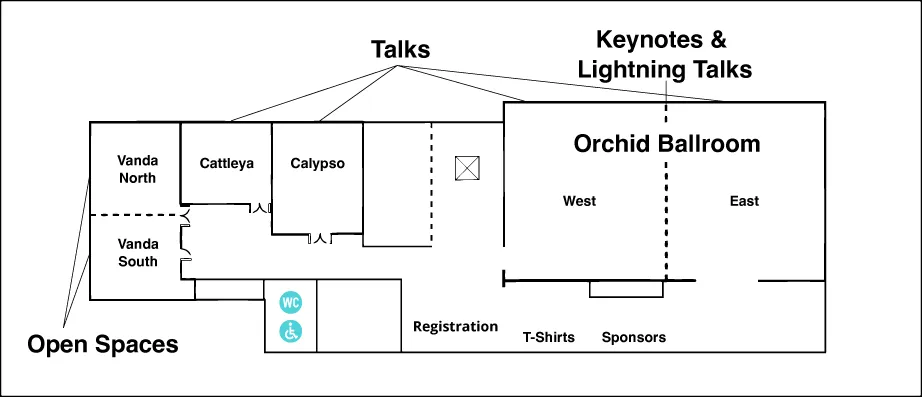 Talks
Keynotes &
Lightning Talks
Orchid Ballroom
Vanda
North
Cattleya
Calypso
West
East
Vanda
South
WC
Open Spaces
Registration
T-Shirts
Sponsors